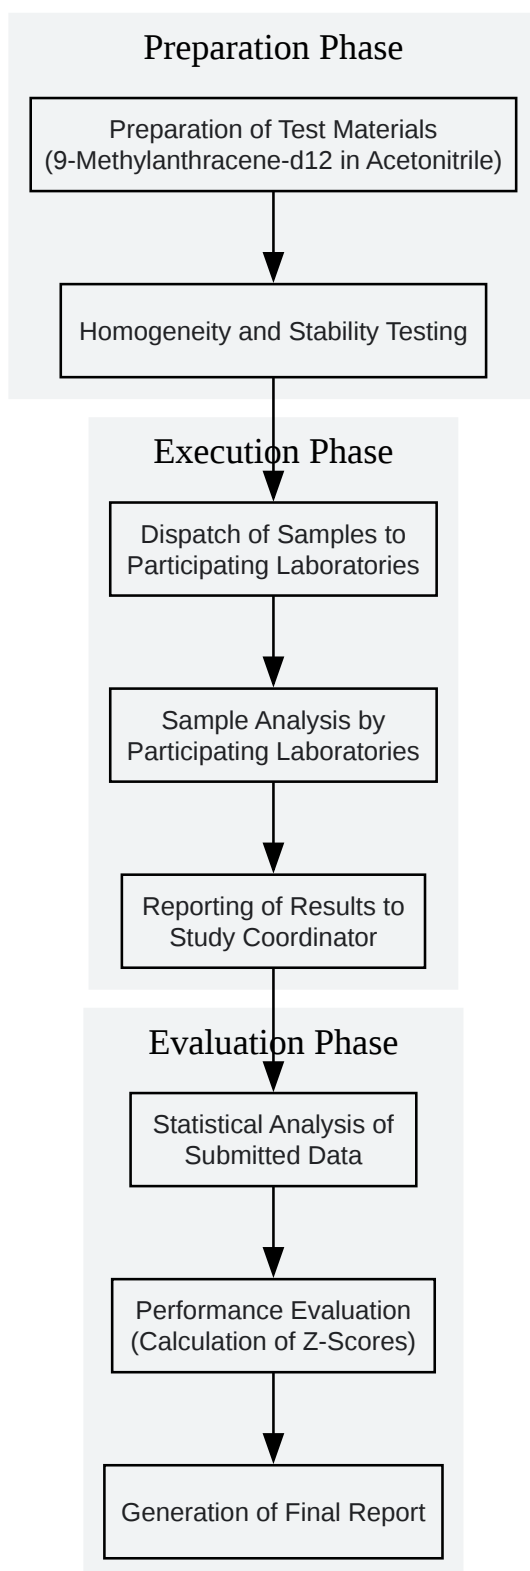 Preparation Phase
Preparation of Test Materials
(9-Methylanthracene-d12 in Acetonitrile)
Homogeneity and Stability Testing
Execution Phase
Dispatch of Samples to
Participating Laboratories
Sample Analysis by
Participating Laboratories
Reporting of Results to
Study Coordinator
Evaluation Phase
Statistical Analysis of
Submitted Data
Performance Evaluation
(Calculation of Z-Scores)
Generation of Final Report